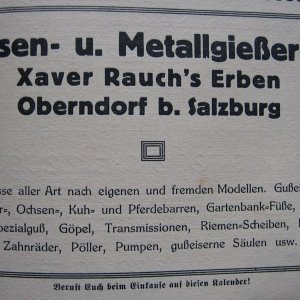 sen- u. Metallgießer
Xaver Rauch's Erben
Oberndorf b. Salzburg
sse aller Art nach eigenen und fremden Modellen. Guße
r-, Ochsen-, Kuh- und Pferdebarren, Gartenbank-Füße,
pezialguß, Göpel, Transmissionen, Riemen-Scheiben,
Zahnräder, Pöller, Pumpen, gußeiserne Säulen usw.
Beruft Euch beim Einkaufe auf diesen Kalender!